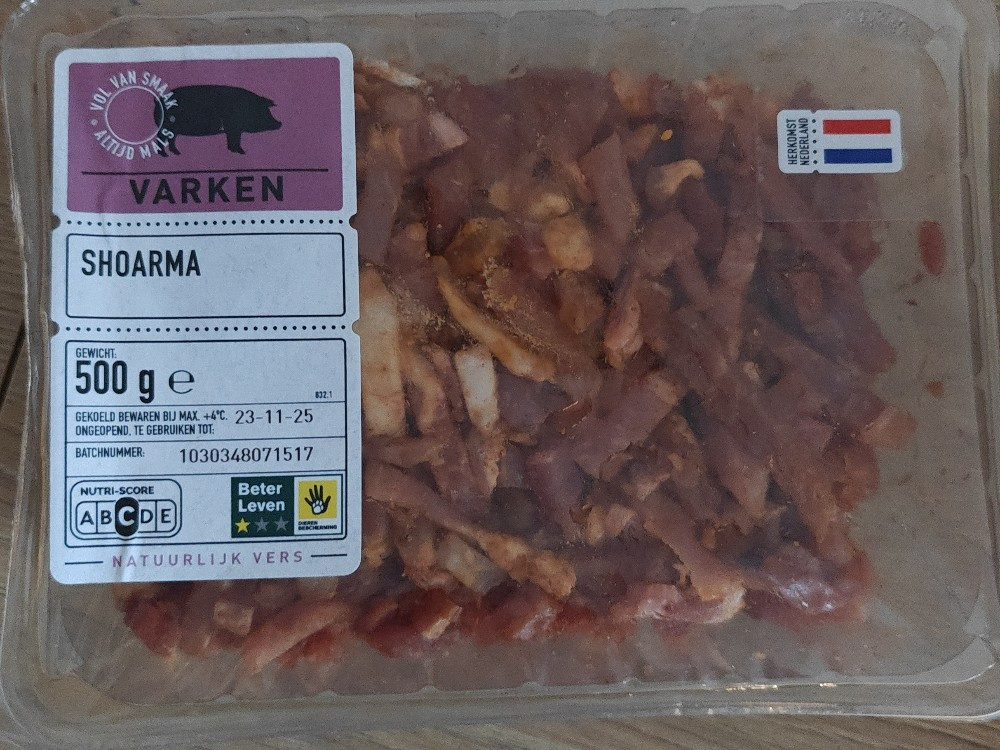 VOL VAN SMAAK
ALTIJD MALS
VARKEN
SHOARMA
GEWICHT:
500 g ℮
032.1
GEKOELD BEWAREN BIJ MAX. +4°C. 23-11-25
ONGEOPEND, TE GEBRUIKEN TOT:
BATCHNUMMER: 1030348071517
NUTRI-SCORE
A B C D E
Beter
Leven
DIEREN
BESCHERMING
NATUURLIJK VERS
HERKOMST
NEDERLAND